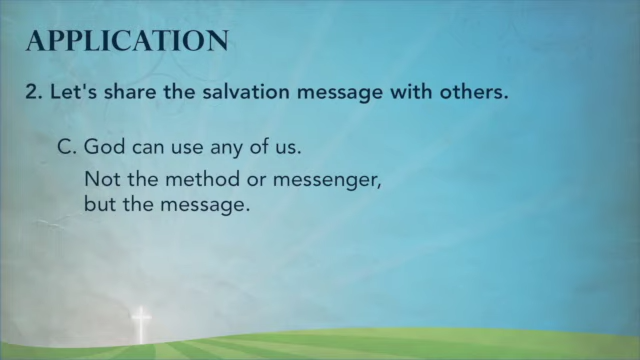 APPLICATION
2. Let's share the salvation message with others.
C. God can use any of us.
Not the method or messenger,
but the message.